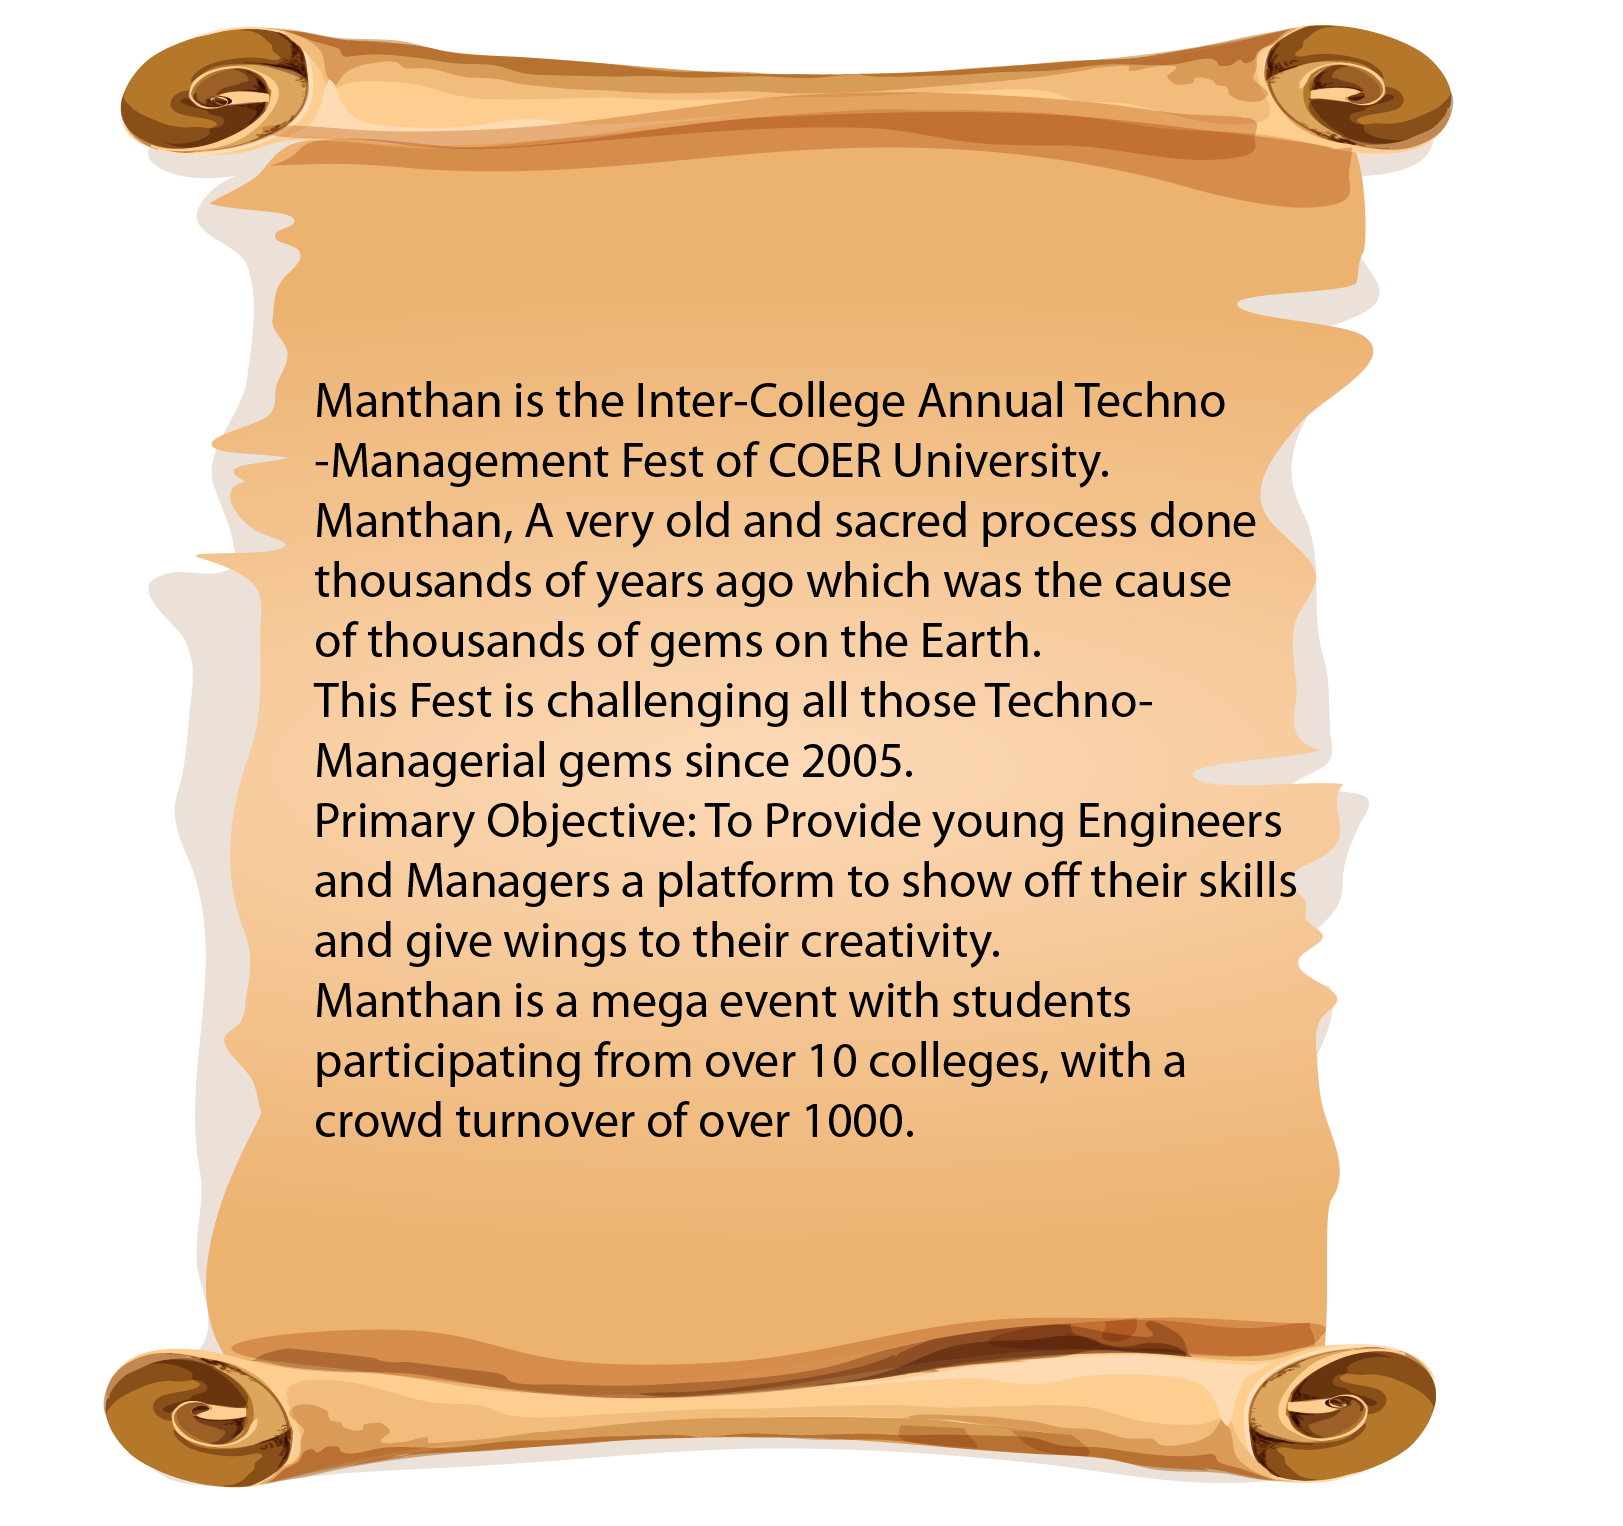 Manthan is the Inter-College Annual Techno
-Management Fest of COER University.
Manthan, A very old and sacred process done
thousands of years ago which was the cause
of thousands of gems on the Earth.
This Fest is challenging all those Techno-
Managerial gems since 2005.
Primary Objective: To Provide young Engineers
and Managers a platform to show off their skills
and give wings to their creativity.
Manthan is a mega event with students
participating from over 10 colleges, with a
crowd turnover of over 1000.